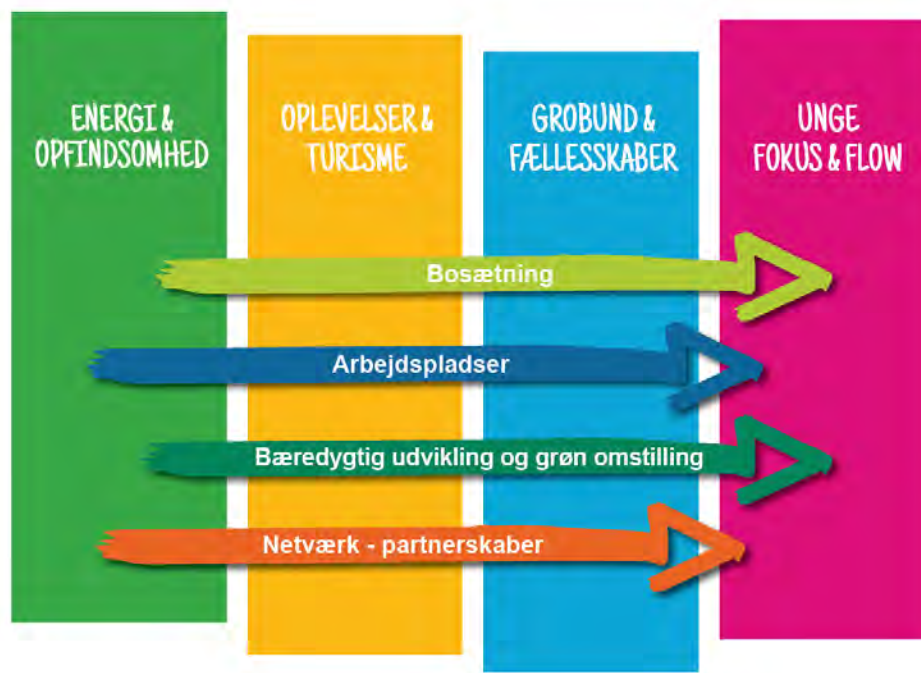 ENERGI &
OPFINDSOMHED
OPLEVELSER &
TURISME
GROBUND &
FÆLLESSKABER
UNGE
FOKUS & FLOW
Bosætning
Arbejdspladser
Bæredygtig udvikling og grøn omstilling
Netværk - partnerskaber